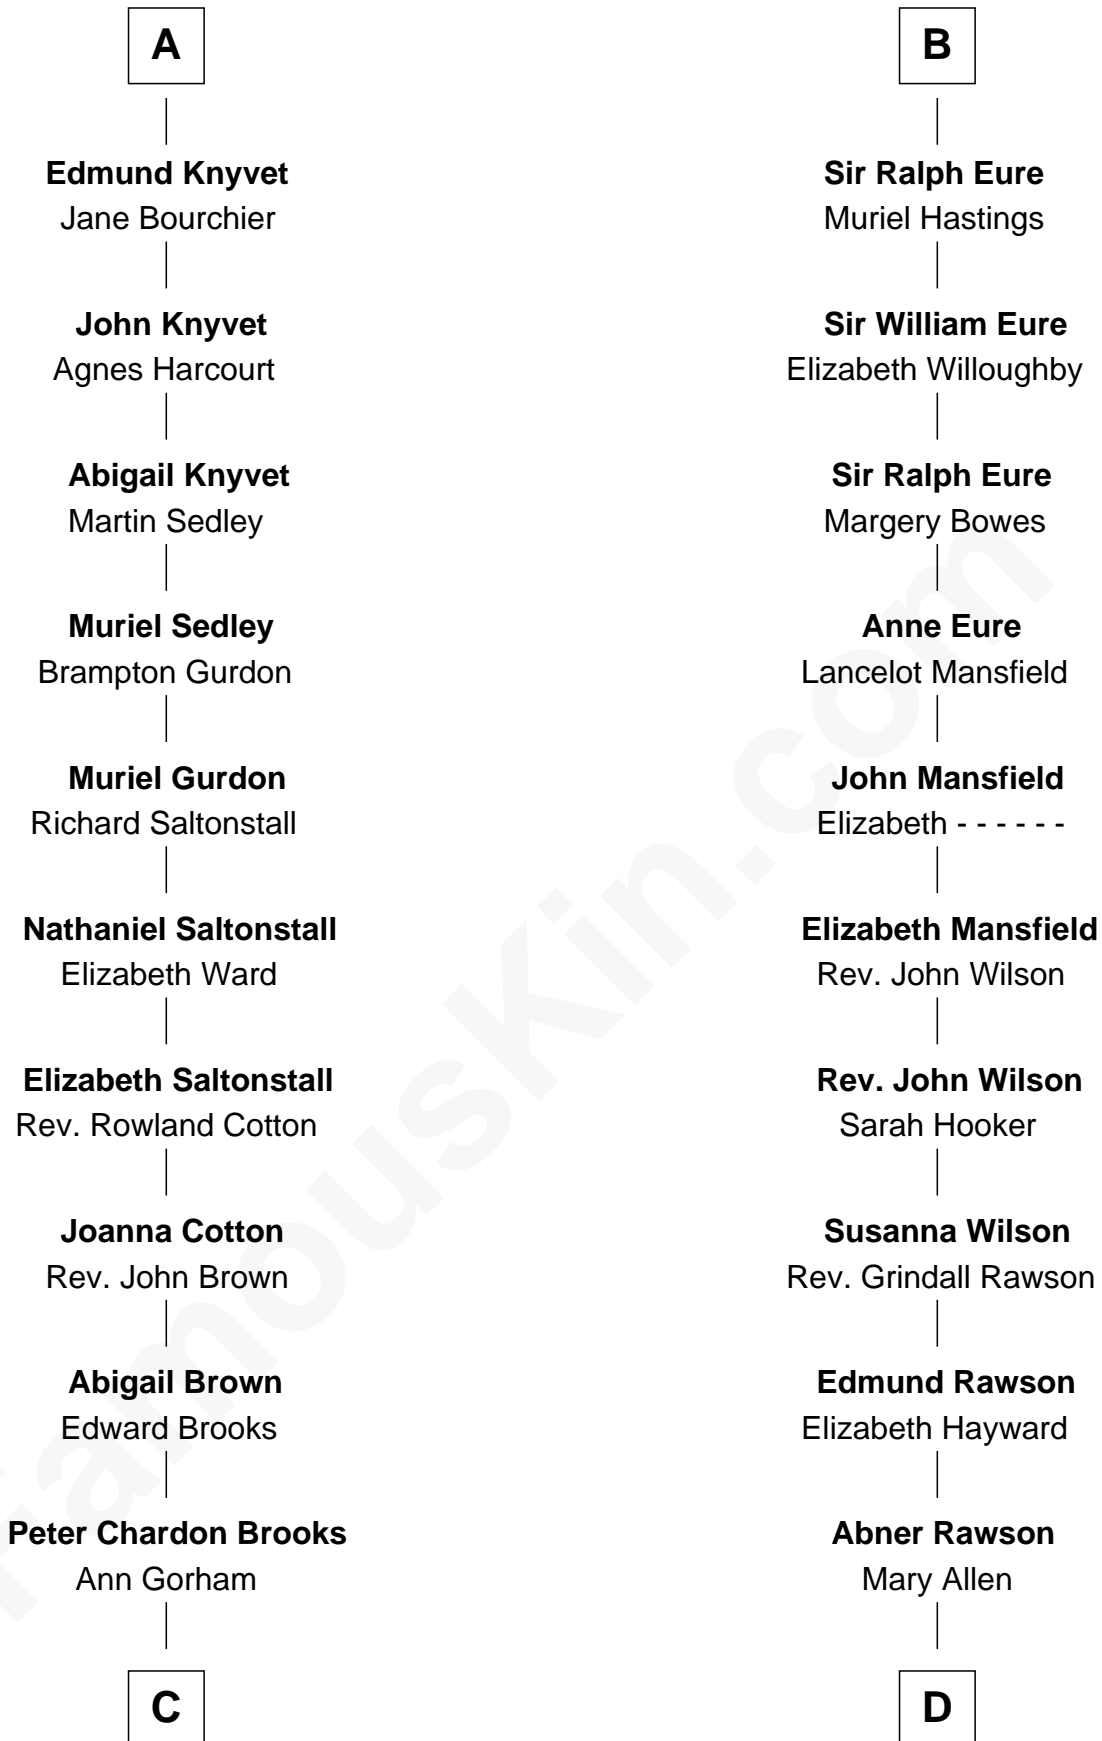 A
Edmund Knyvet
Jane Bourchier
John Knyvet
Agnes Harcourt
Abigail Knyvet
Martin Sedley
Muriel Sedley
Brampton Gurdon
Muriel Gurdon
Richard Saltonstall
Nathaniel Saltonstall
Elizabeth Ward
Elizabeth Saltonstall
Rev. Rowland Cotton
Joanna Cotton
Rev. John Brown
Abigail Brown
Edward Brooks
Peter Chardon Brooks
Ann Gorham
C
B
Sir Ralph Eure
Muriel Hastings
Sir William Eure
Elizabeth Willoughby
Sir Ralph Eure
Margery Bowes
Anne Eure
Lancelot Mansfield
John Mansfield
Elizabeth - - - - - -
Elizabeth Mansfield
Rev. John Wilson
Rev. John Wilson
Sarah Hooker
Susanna Wilson
Rev. Grindall Rawson
Edmund Rawson
Elizabeth Hayward
Abner Rawson
Mary Allen
D
FamousKin.com